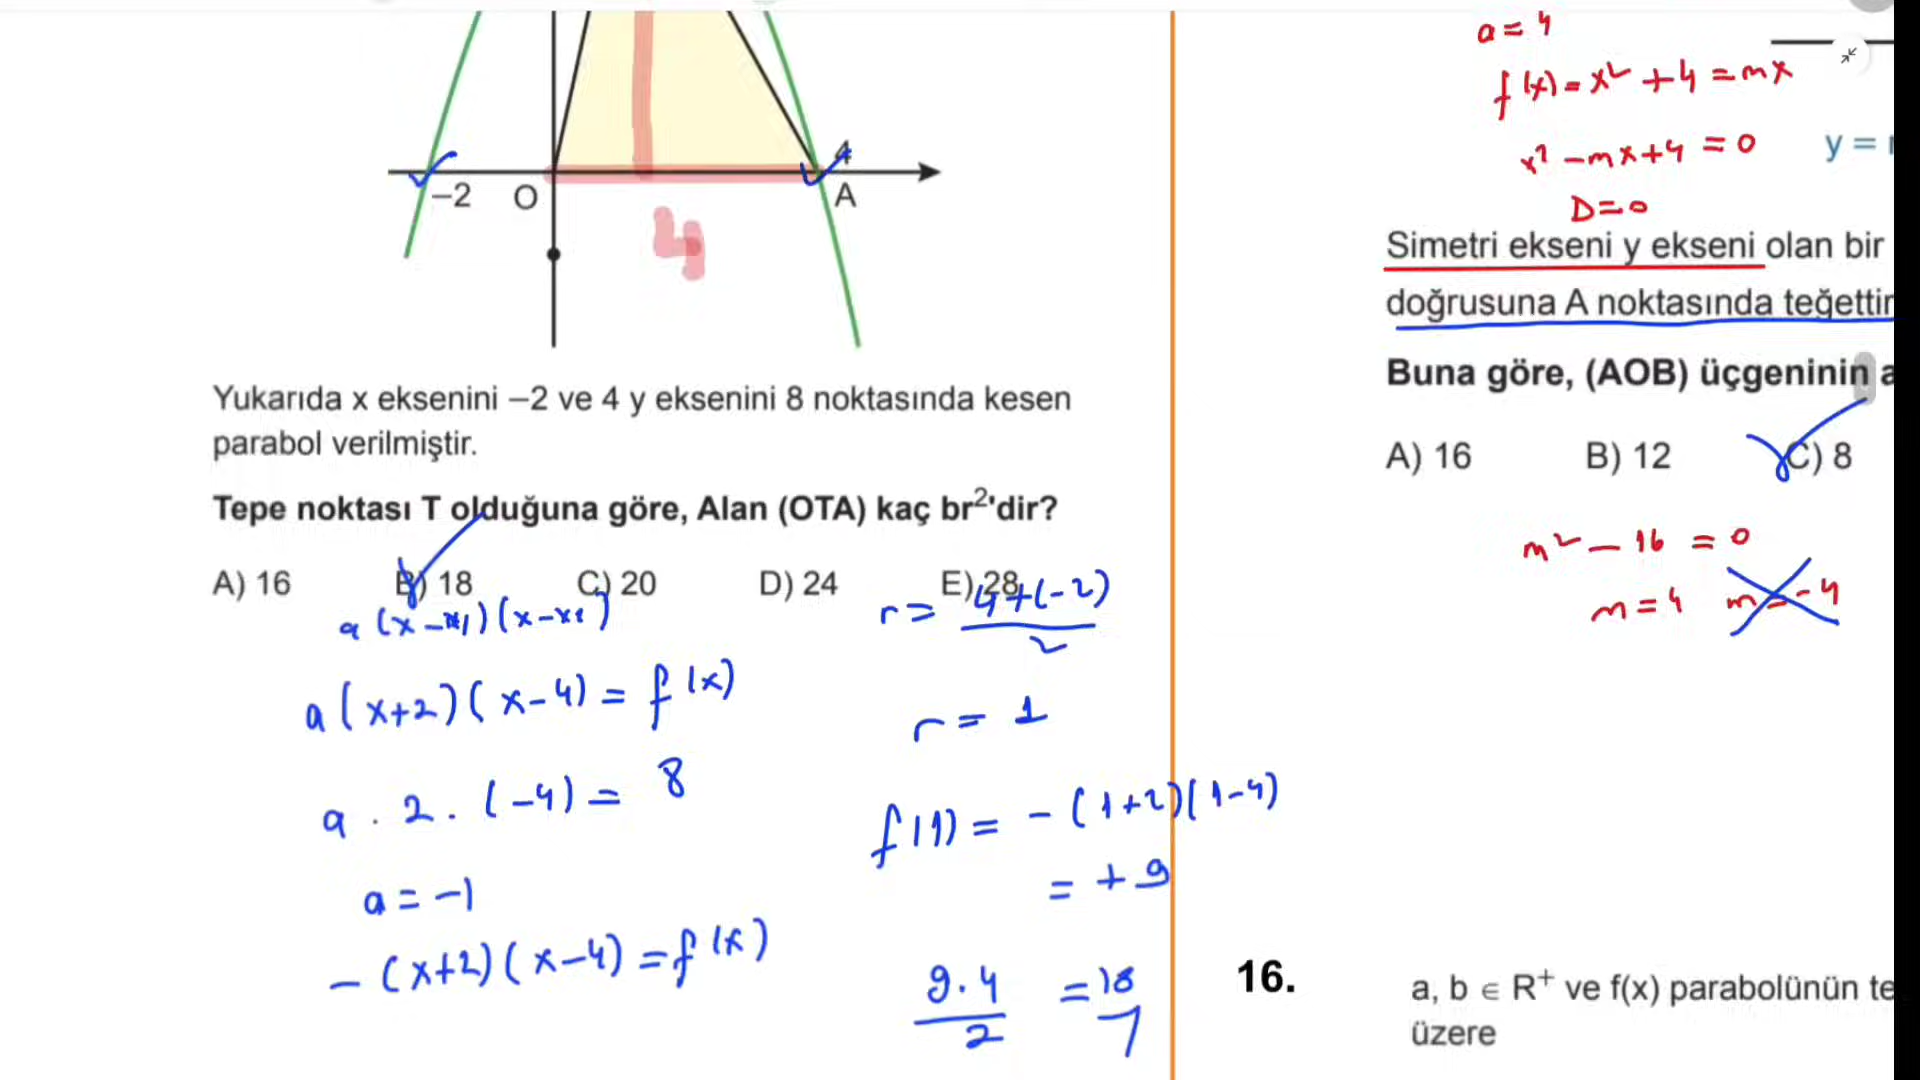 4
−2 O A
4
Yukarıda x eksenini −2 ve 4 y eksenini 8 noktasında kesen
parabol verilmiştir.
Tepe noktası T olduğuna göre, Alan (OTA) kaç br²'dir?
A) 16 B) 18 C) 20 D) 24 E) 28
a (x−x₁)(x−x₂)
a(x+2)(x−4) = f(x)
a . 2 . (−4) = 8
a = −1
− (x+2)(x−4) = f(x)
r = 4+(−2) / 2
r = 1
f(1) = − (1+2)(1−4)
= + 9
9.4 / 2 = 18
a = 4
f(x) = x² + 4 = mx
x² − mx + 4 = 0
y =
D = 0
Simetri ekseni y ekseni olan bir
doğrusuna A noktasında teğettir
Buna göre, (AOB) üçgeninin a
A) 16 B) 12 C) 8
m² − 16 = 0
m = 4 m = −4
16. a, b ∈ R⁺ ve f(x) parabolünün te
üzere